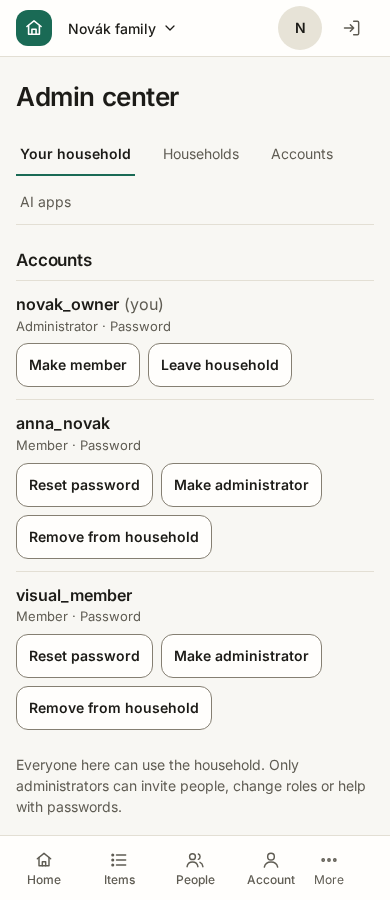 Novák family
N
Admin center
Your household
Households
Accounts
AI apps
Accounts
novak_owner (you)
Administrator · Password
Make member
Leave household
anna_novak
Member · Password
Reset password
Make administrator
Remove from household
visual_member
Member · Password
Reset password
Make administrator
Remove from household
Everyone here can use the household. Only
administrators can invite people, change roles or help
with passwords.
Home
Items
People
Account
More